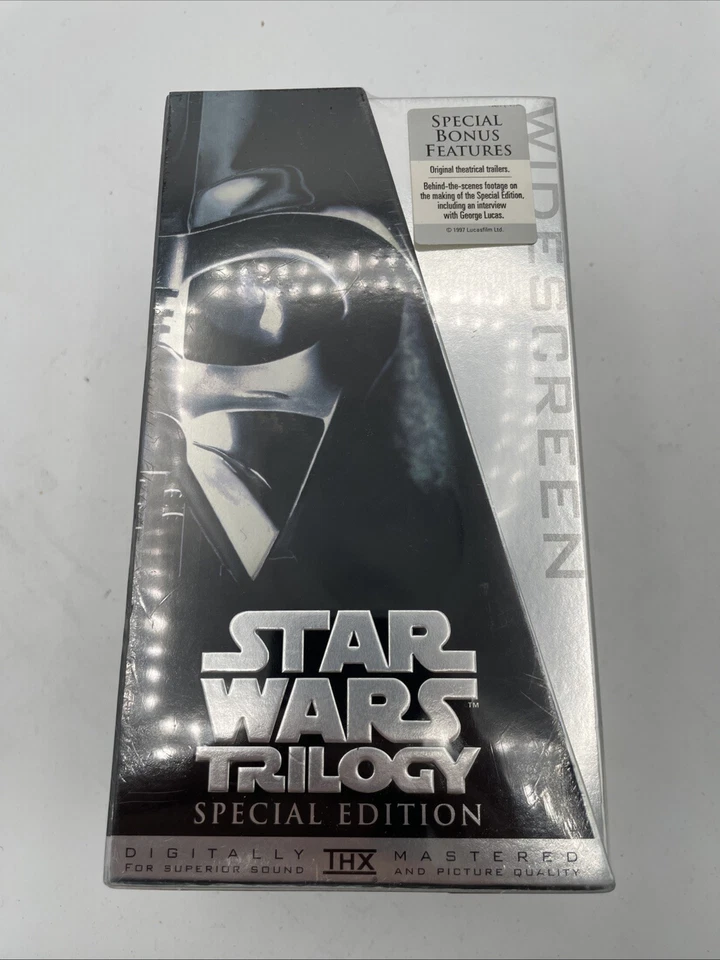 SPECIAL
BONUS
FEATURES
Original theatrical trailers.
Behind-the-scenes footage on
the making of the Special Edition,
including an interview
with George Lucas.
© 1997 Lucasfilm Ltd.
WIDESCREEN
STAR
WARS™
TRILOGY
SPECIAL EDITION
DIGITALLY THX MASTERED
FOR SUPERIOR SOUND AND PICTURE QUALITY